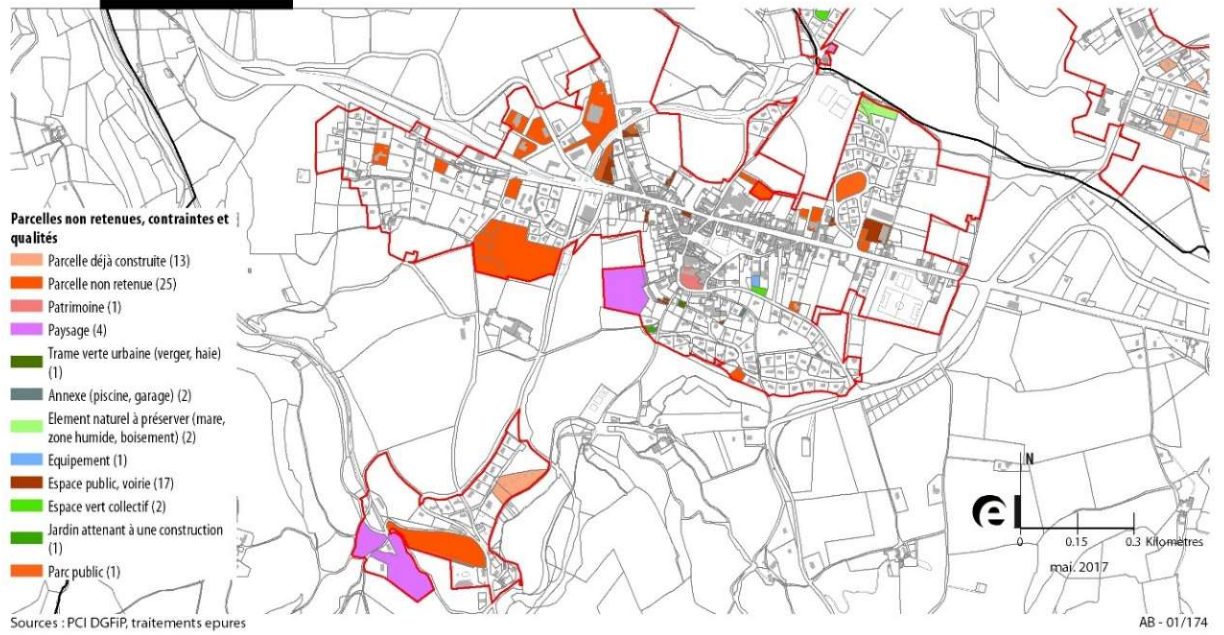 Parcelles non retenues, contraintes et
qualités
Parcelle déjà construite (13)
Parcelle non retenue (25)
Patrimoine (1)
Paysage (4)
Trame verte urbaine (verger, haie)
(1)
Annexe (piscine, garage) (2)
Element naturel à préserver (mare,
zone humide, boisement) (2)
Equipement (1)
Espace public, voirie (17)
Espace vert collectif (2)
Jardin attenant à une construction
(1)
Parc public (1)
N
e
0 0.15 0.3 Kilomètres
mai. 2017
Sources : PCI DGFiP, traitements epures
AB - 01/174